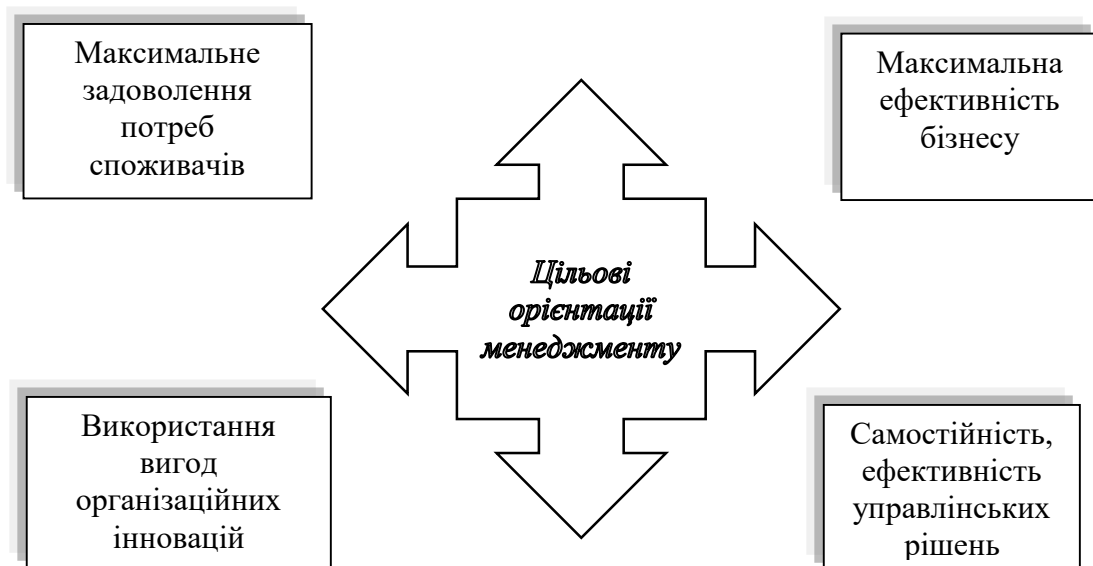 Максимальне
задоволення
потреб
споживачів
Максимальна
ефективність
бізнесу
Цільові
орієнтації
менеджменту
Використання
вигод
організаційних
інновацій
Самостійність,
ефективність
управлінських
рішень